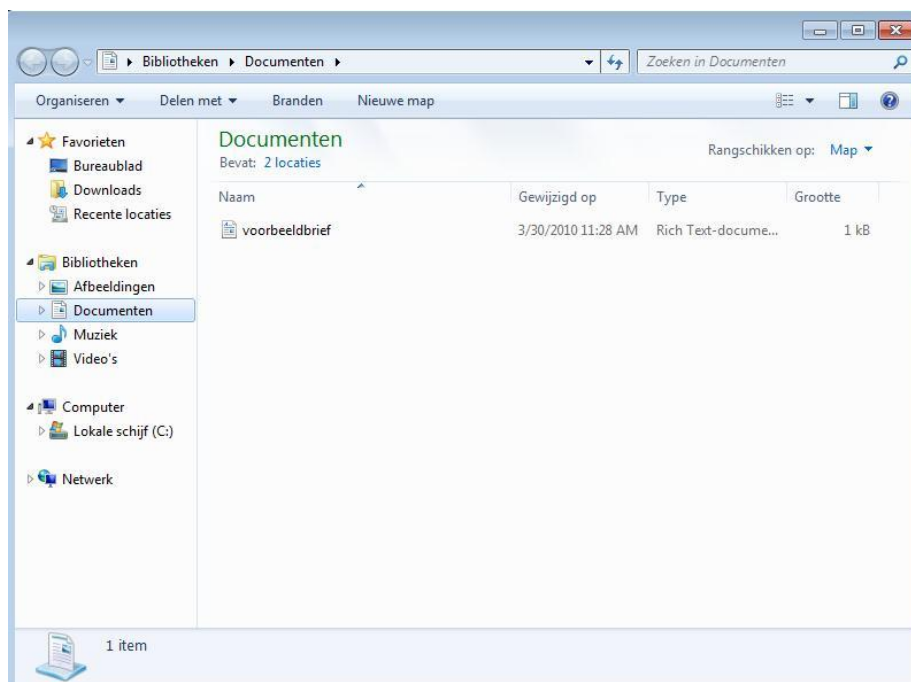 Bibliotheken Documenten
Zoeken in Documenten
Organiseren Delen met Branden Nieuwe map
Favorieten
Bureaublad
Downloads
Recente locaties
Bibliotheken
Afbeeldingen
Documenten
Muziek
Video's
Computer
Lokale schijf (C:)
Netwerk
Documenten
Bevat: 2 locaties
Rangschikken op: Map
Naam Gewijzigd op Type Grootte
voorbeeldbrief 3/30/2010 11:28 AM Rich Text-docume... 1 kB
1 item